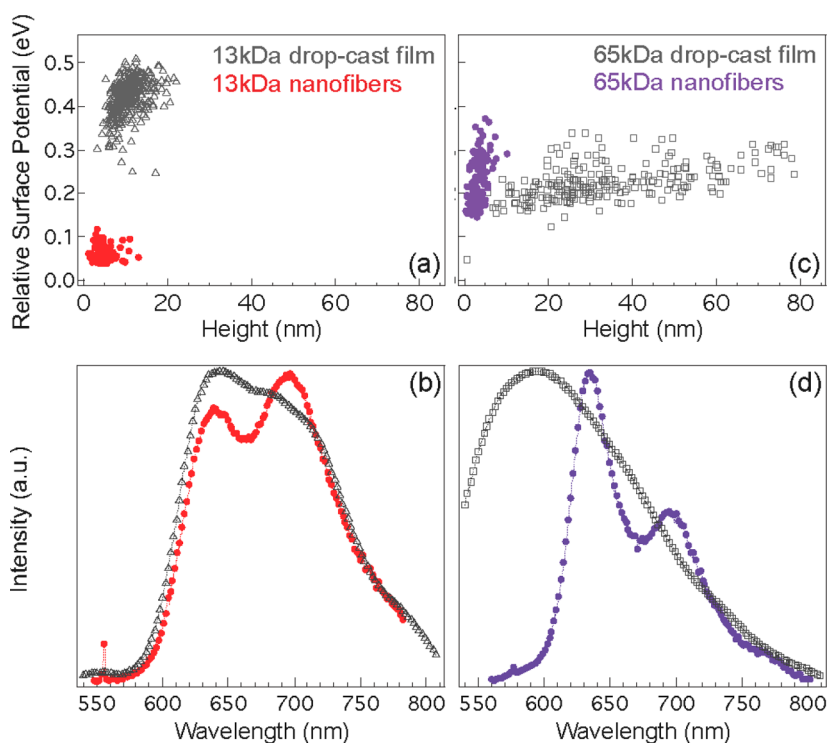 Relative Surface Potential (eV)
0.5
0.4
0.3
0.2
0.1
0.0
13kDa drop-cast film
13kDa nanofibers
(a)
0 20 40 60 80
Height (nm)
65kDa drop-cast film
65kDa nanofibers
(c)
0 20 40 60 80
Height (nm)
Intensity (a.u.)
(b)
550 600 650 700 750 800
Wavelength (nm)
(d)
550 600 650 700 750 800
Wavelength (nm)